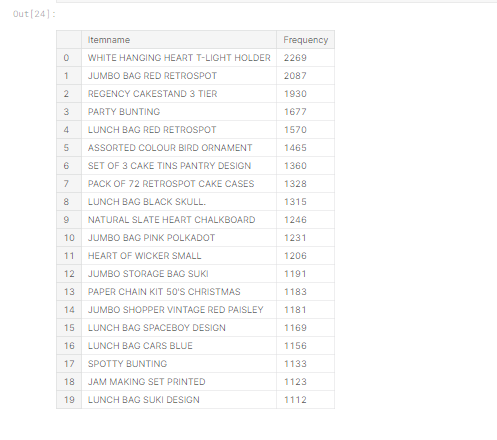 Out[24]:
Itemname Frequency
0 WHITE HANGING HEART T-LIGHT HOLDER 2269
1 JUMBO BAG RED RETROSPOT 2087
2 REGENCY CAKESTAND 3 TIER 1930
3 PARTY BUNTING 1677
4 LUNCH BAG RED RETROSPOT 1570
5 ASSORTED COLOUR BIRD ORNAMENT 1465
6 SET OF 3 CAKE TINS PANTRY DESIGN 1360
7 PACK OF 72 RETROSPOT CAKE CASES 1328
8 LUNCH BAG BLACK SKULL. 1315
9 NATURAL SLATE HEART CHALKBOARD 1246
10 JUMBO BAG PINK POLKADOT 1231
11 HEART OF WICKER SMALL 1206
12 JUMBO STORAGE BAG SUKI 1191
13 PAPER CHAIN KIT 50'S CHRISTMAS 1183
14 JUMBO SHOPPER VINTAGE RED PAISLEY 1181
15 LUNCH BAG SPACEBOY DESIGN 1169
16 LUNCH BAG CARS BLUE 1156
17 SPOTTY BUNTING 1133
18 JAM MAKING SET PRINTED 1123
19 LUNCH BAG SUKI DESIGN 1112